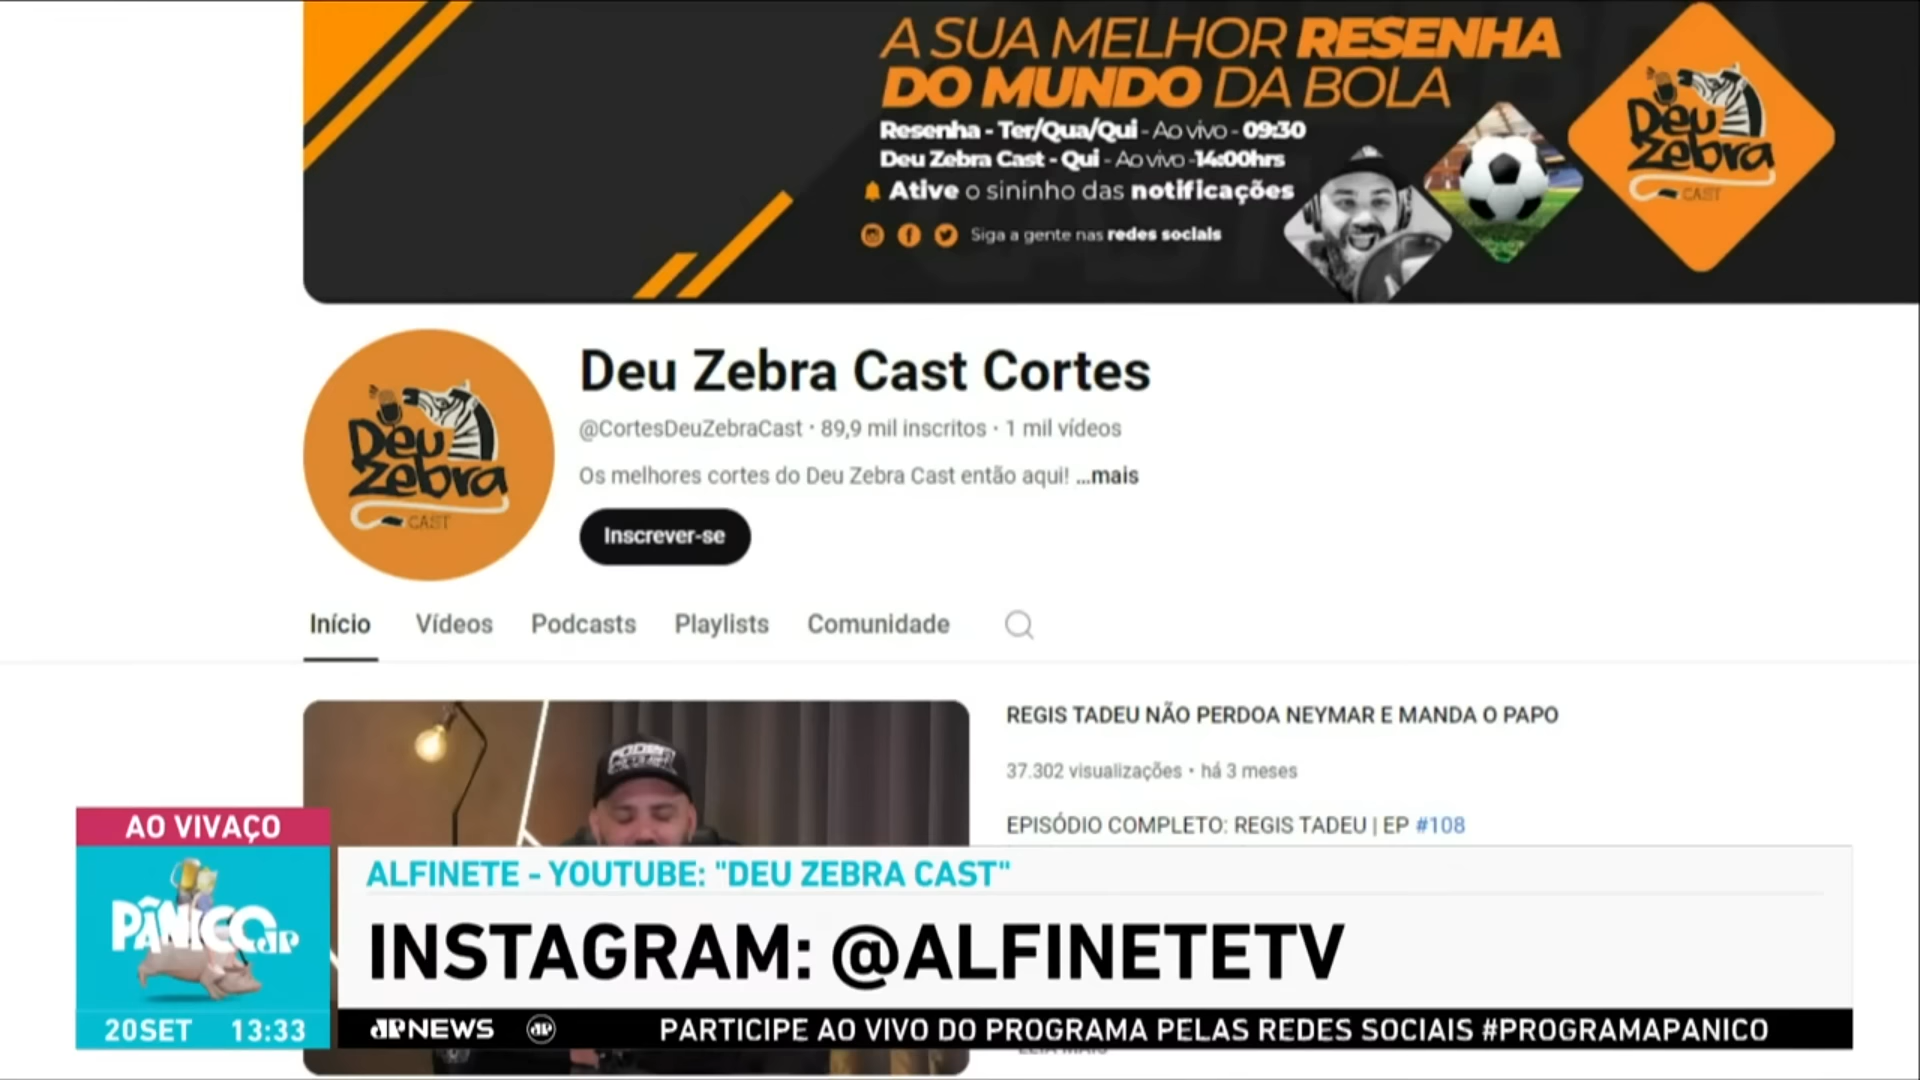 A SUA MELHOR RESENHA
DO MUNDO DA BOLA
Resenha - Ter/Qua/Qui - Ao vivo - 09:30
Deu Zebra Cast - Qui - Ao vivo -14:00hrs
Ative o sininho das notificações
Siga a gente nas redes sociais
Deu
Zebra
CAST
Deu
Zebra
CAST
Deu Zebra Cast Cortes
@CortesDeuZebraCast • 89,9 mil inscritos • 1 mil vídeos
Os melhores cortes do Deu Zebra Cast então aqui! ...mais
Inscrever-se
Início Vídeos Podcasts Playlists Comunidade
REGIS TADEU NÃO PERDOA NEYMAR E MANDA O PAPO
37.302 visualizações • há 3 meses
EPISÓDIO COMPLETO: REGIS TADEU | EP #108
AO VIVAÇO
PÂNICO JP
20SET 13:33
ALFINETE - YOUTUBE: "DEU ZEBRA CAST"
INSTAGRAM: @ALFINETETV
JP NEWS JP PARTICIPE AO VIVO DO PROGRAMA PELAS REDES SOCIAIS #PROGRAMAPANICO